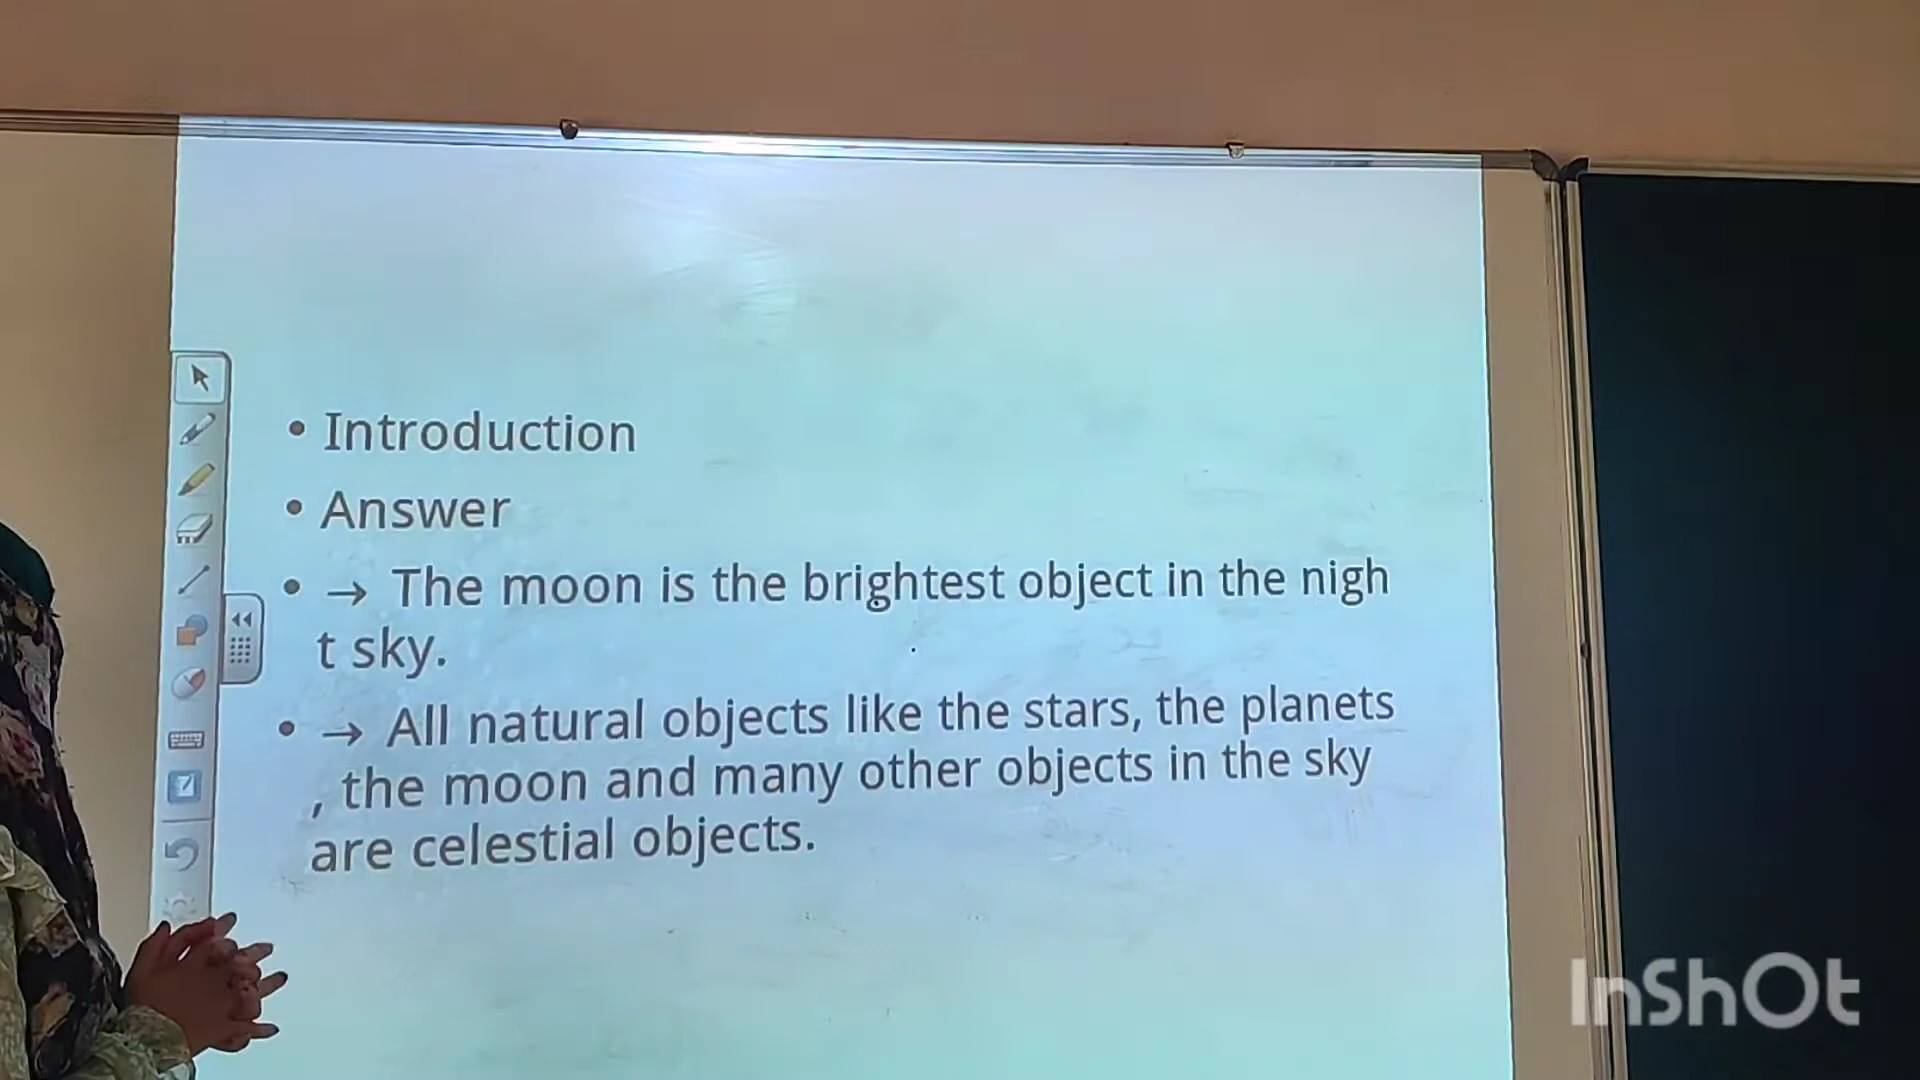 • Introduction
• Answer
• → The moon is the brightest object in the nigh
t sky.
• → All natural objects like the stars, the planets
, the moon and many other objects in the sky
are celestial objects.
InShOt